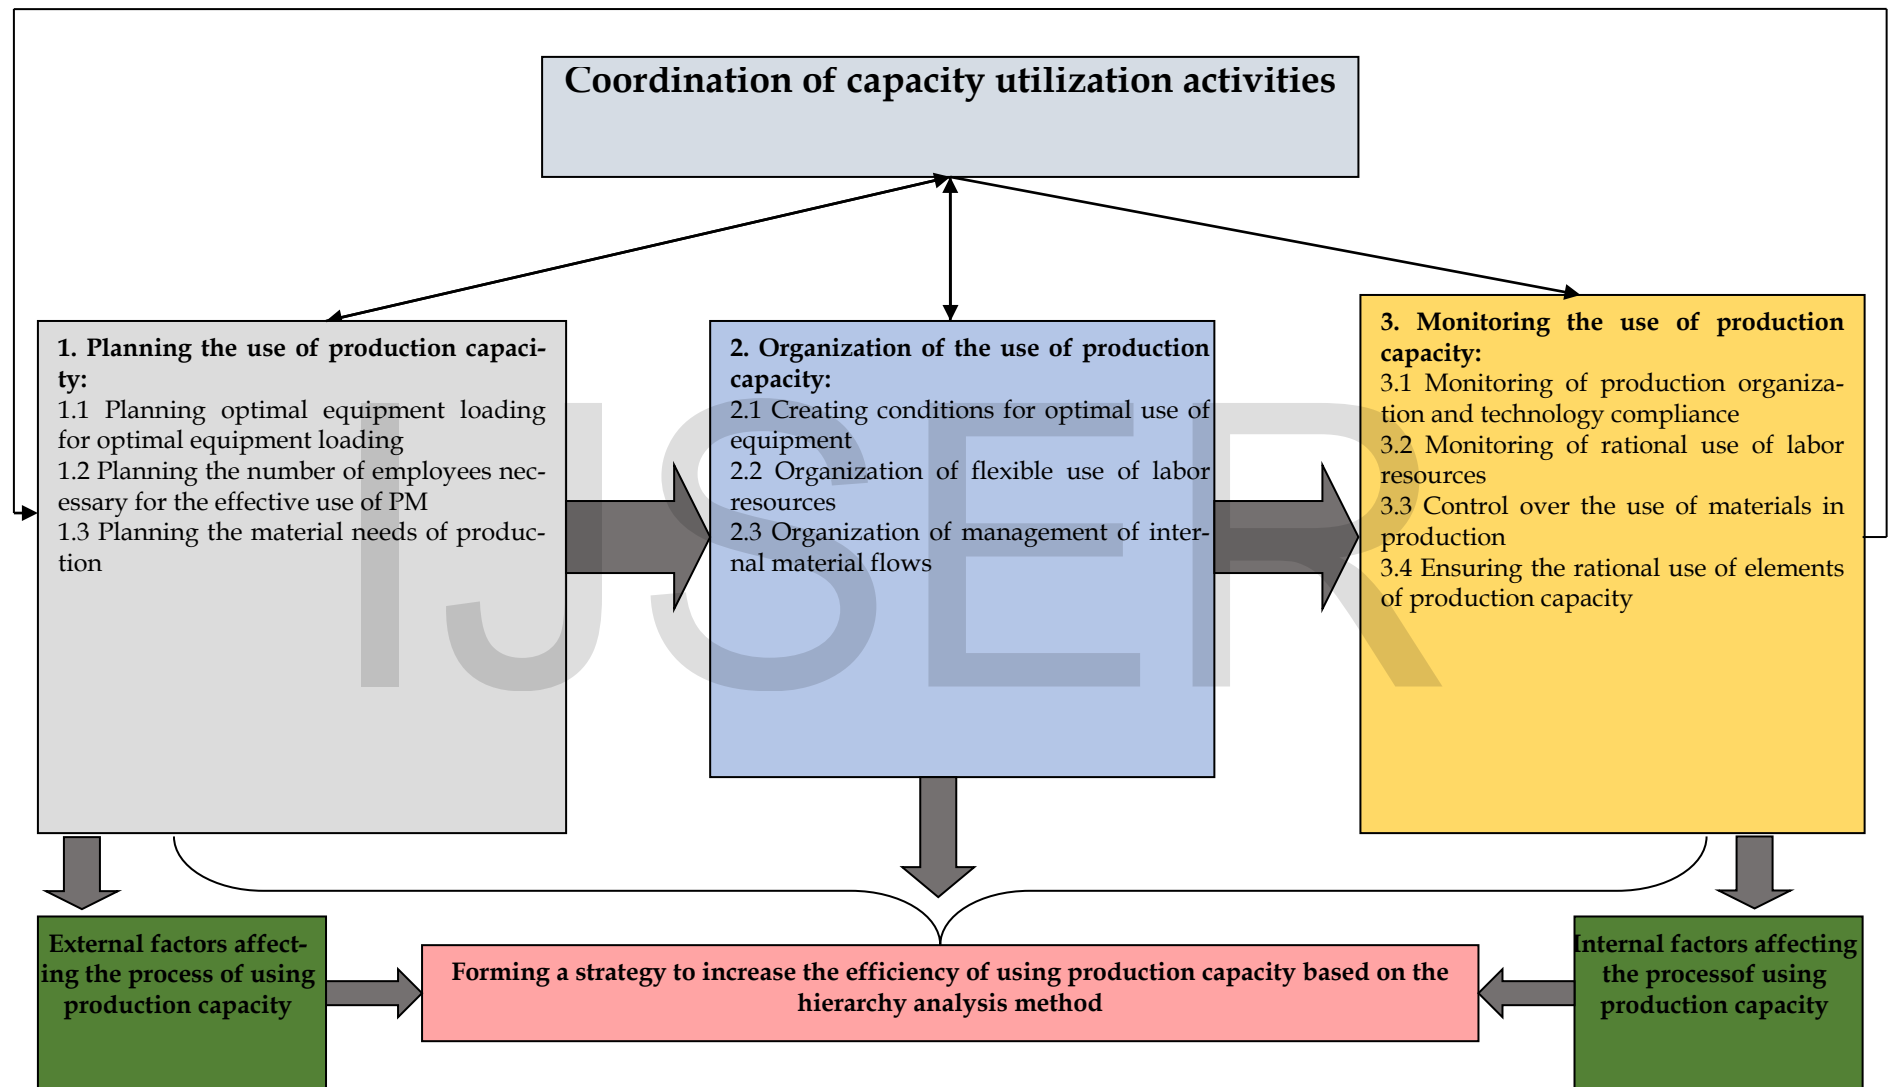 Coordination of capacity utilization activities
1. Planning the use of production capaci-
ty:
1.1 Planning optimal equipment loading
for optimal equipment loading
1.2 Planning the number of employees nec-
essary for the effective use of PM
1.3 Planning the material needs of produc-
tion
2. Organization of the use of production
capacity:
2.1 Creating conditions for optimal use of
equipment
2.2 Organization of flexible use of labor
resources
2.3 Organization of management of inter-
nal material flows
3. Monitoring the use of production
capacity:
3.1 Monitoring of production organiza-
tion and technology compliance
3.2 Monitoring of rational use of labor
resources
3.3 Control over the use of materials in
production
3.4 Ensuring the rational use of elements
of production capacity
IJSER
External factors affect-
ing the process of using
production capacity
Forming a strategy to increase the efficiency of using production capacity based on the
hierarchy analysis method
Internal factors affecting
the processof using
production capacity